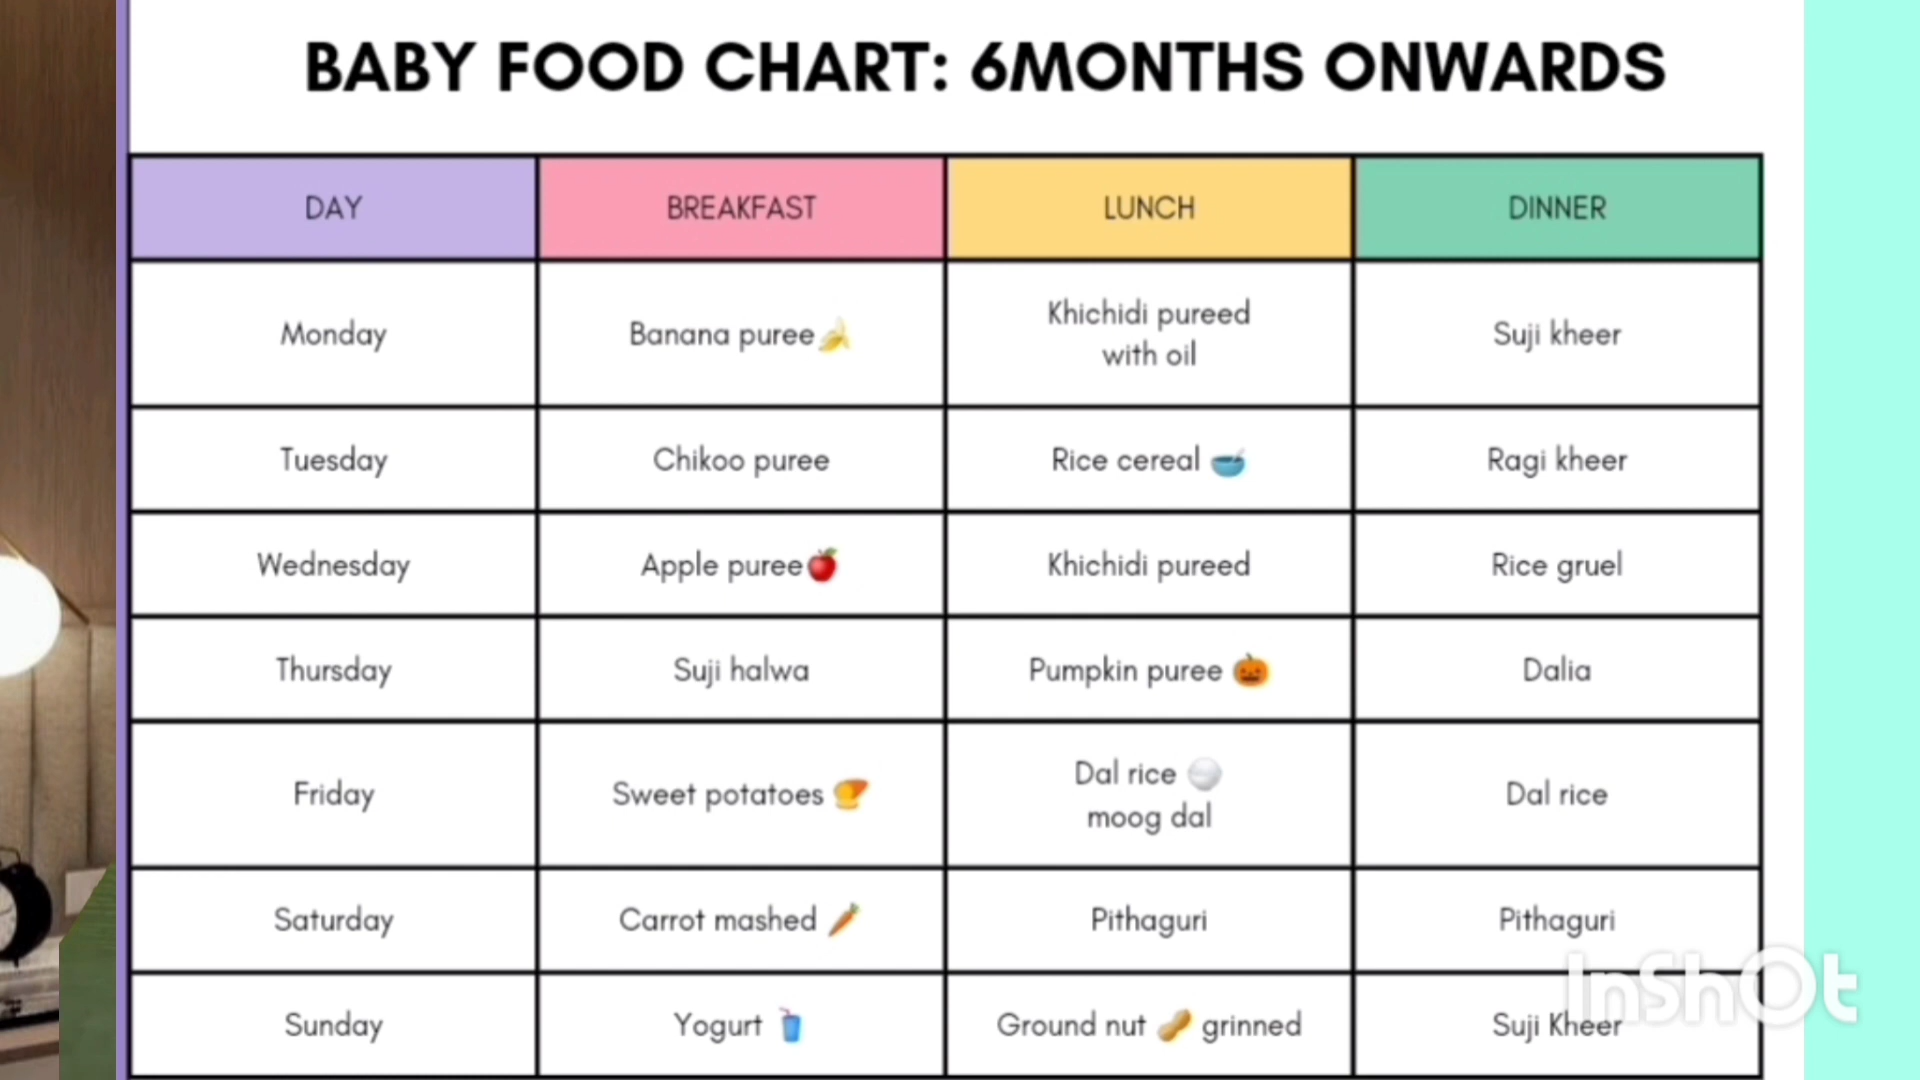 BABY FOOD CHART: 6MONTHS ONWARDS
DAY BREAKFAST LUNCH DINNER
Monday Banana puree🍌 Khichidi pureed with oil Suji kheer
Tuesday Chikoo puree Rice cereal 🥣 Ragi kheer
Wednesday Apple puree🍎 Khichidi pureed Rice gruel
Thursday Suji halwa Pumpkin puree 🎃 Dalia
Friday Sweet potatoes 🍠 Dal rice 🍚 moog dal Dal rice
Saturday Carrot mashed 🥕 Pithaguri Pithaguri
Sunday Yogurt 🥤 Ground nut 🥜 grinned Suji Kheer
InShOt